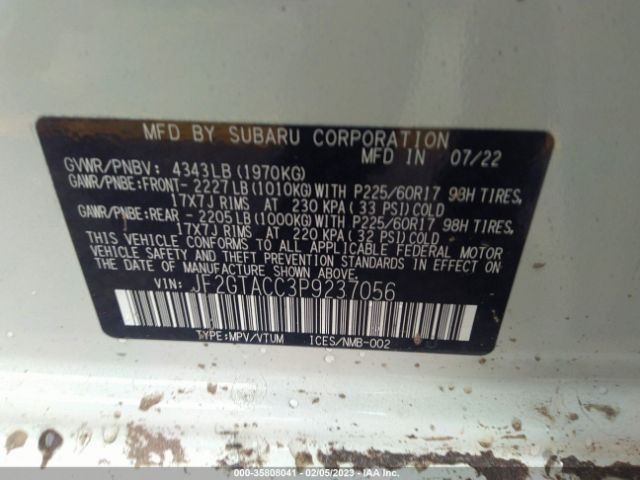 MFD BY SUBARU CORPORATION
GVWR/PNBV: 4343LB(1970KG) MFD IN 07/22
GAWR/PNBE:FRONT-2227LB(1010KG)WITH P225/60R17 98H TIRES,
17X7J RIMS AT 230 KPA(33 PSI)COLD
GAWR/PNBE:REAR -2205LB(1000KG)WITH P225/60R17 98H TIRES,
17X7J RIMS AT 220 KPA(32 PSI)COLD
THIS VEHICLE CONFORMS TO ALL APPLICABLE FEDERAL MOTOR
VEHICLE SAFETY AND THEFT PREVENTION STANDARDS IN EFFECT
ON THE DATE OF MANUFACTURE SHOWN ABOVE.
VIN: JF2GTACC3P9237056
TYPE:MPV/VTUM ICES/NMB-002
000-35808041 - 02/05/2023 - IAA Inc.